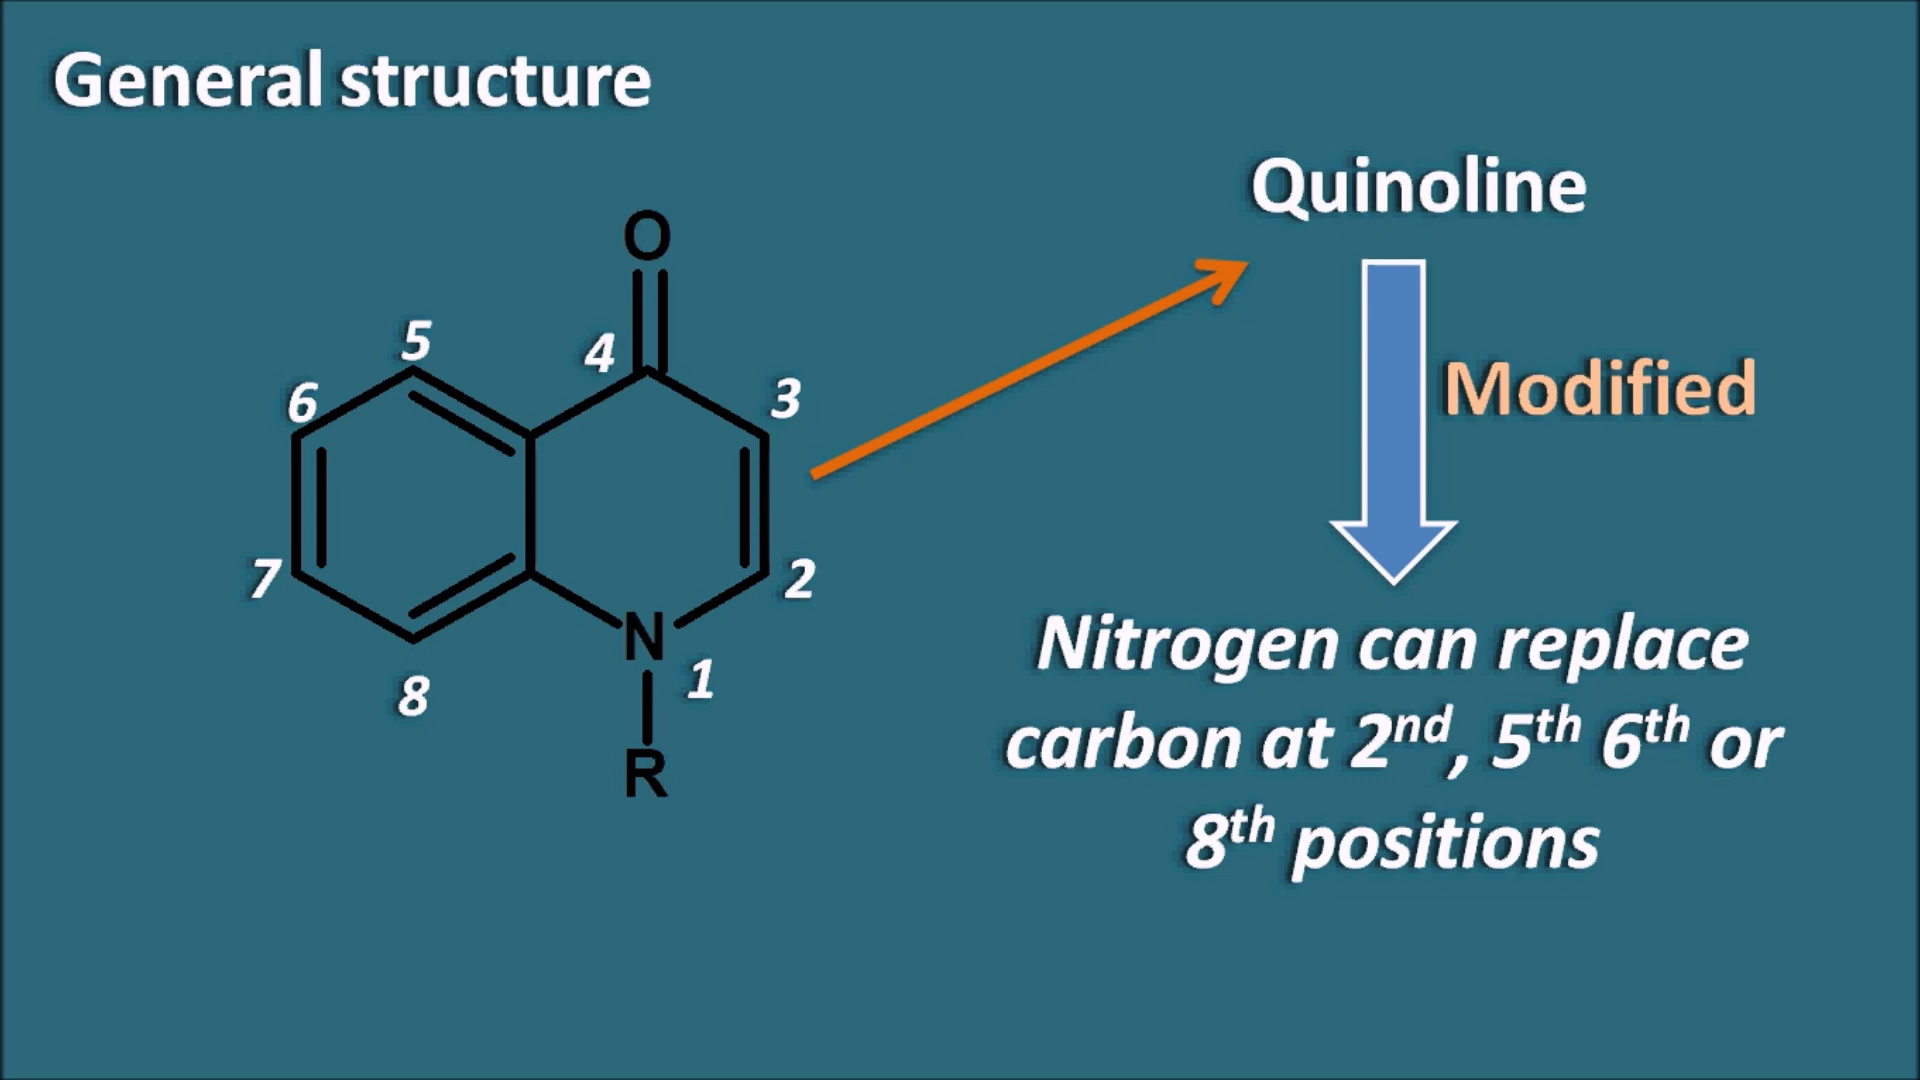 General structure
Quinoline
O
5
4
3
6
Modified
7
2
N
1
8
R
Nitrogen can replace
carbon at 2nd, 5th 6th or
8th positions